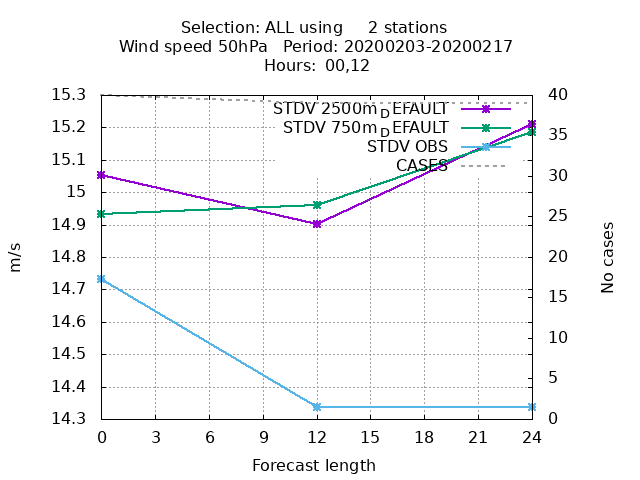 Selection: ALL using     2 stations
Wind speed 50hPa   Period: 20200203-20200217
Hours: 00,12
15.3
15.2
15.1
15
14.9
14.8
14.7
14.6
14.5
14.4
14.3
m/s
STDV 2500m_DEFAULT
STDV 750m_DEFAULT
STDV OBS
CASES
40
35
30
25
20
15
10
5
0
No cases
0 3 6 9 12 15 18 21 24
Forecast length